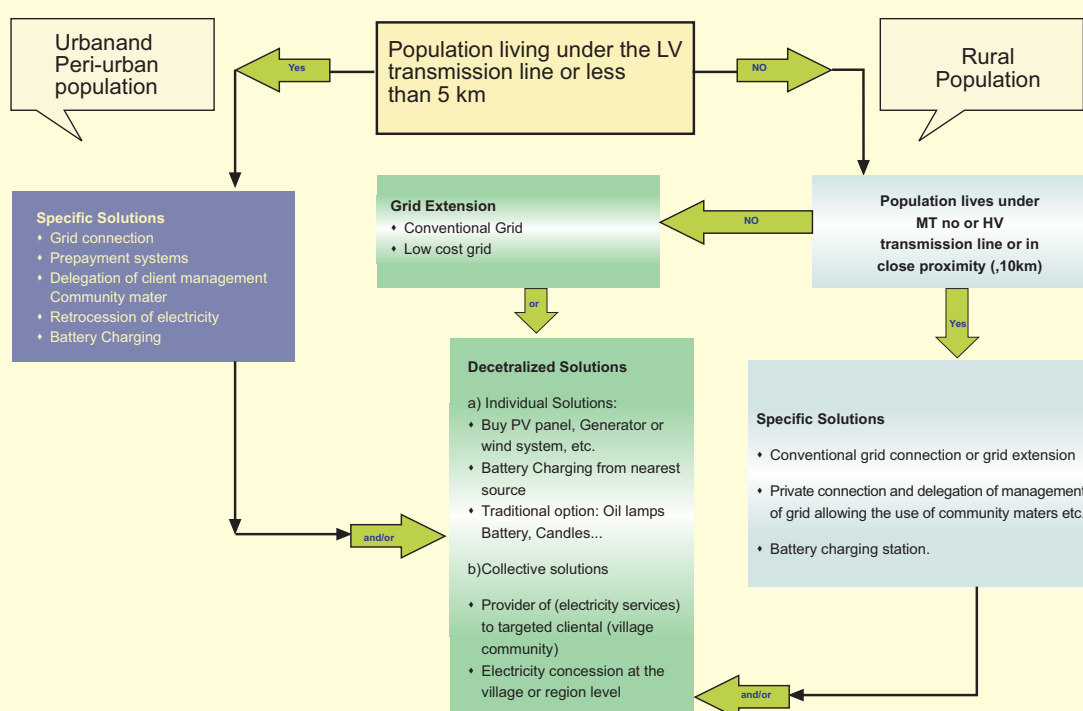 Urbanand
Peri-urban
population
Yes
Population living under the LV
transmission line or less
than 5 km
NO
Rural
Population
Specific Solutions
⬧ Grid connection
⬧ Prepayment systems
⬧ Delegation of client management
Community mater
⬧ Retrocession of electricity
⬧ Battery Charging
Grid Extension
⬧ Conventional Grid
⬧ Low cost grid
NO
Population lives under
MT no or HV
transmission line or in
close proximity (,10km)
or
Yes
Decetralized Solutions
a) Individual Solutions:
⬧ Buy PV panel, Generator or
wind system, etc.
⬧ Battery Charging from nearest
source
⬧ Traditional option: Oil lamps
Battery, Candles...
b)Collective solutions
⬧ Provider of (electricity services)
to targeted cliental (village
community)
⬧ Electricity concession at the
village or region level
and/or
Specific Solutions
⬧ Conventional grid connection or grid extension
⬧ Private connection and delegation of management
of grid allowing the use of community maters etc.
⬧ Battery charging station.
and/or